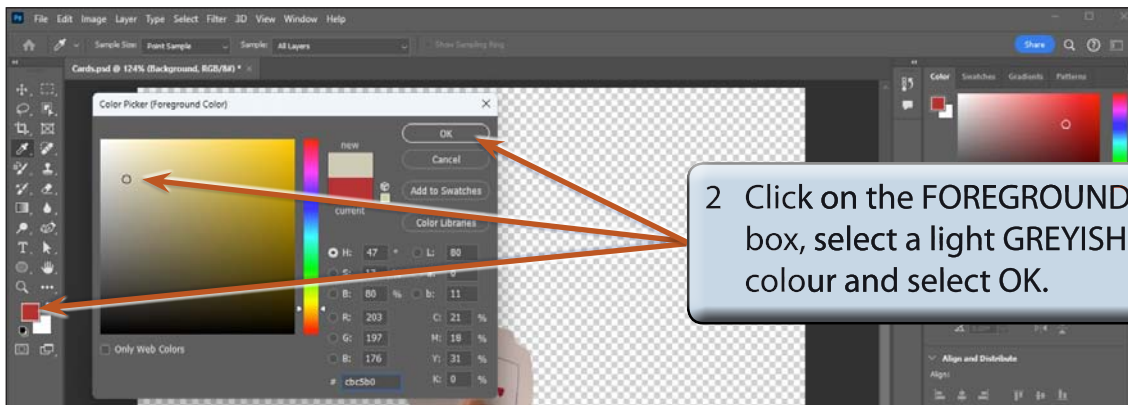 Ps File Edit Image Layer Type Select Filter 3D View Window Help
Sample Size: Point Sample Sample: All Layers Show Sampling Ring Share
Cards.psd @ 124% (Background, RGB/8#) * ×
Color Swatches Gradients Patterns
Color Picker (Foreground Color)
new
OK
Cancel
Add to Swatches
current
Color Libraries
H: 47 ° L: 80
S: 13
B: 80 % b: 11
R: 203 C: 21 %
G: 197 M: 18 %
B: 176 Y: 31 %
# cbc5b0 K: 0 %
Only Web Colors
2 Click on the FOREGROUND
box, select a light GREYISH
colour and select OK.
Align and Distribute
Align: